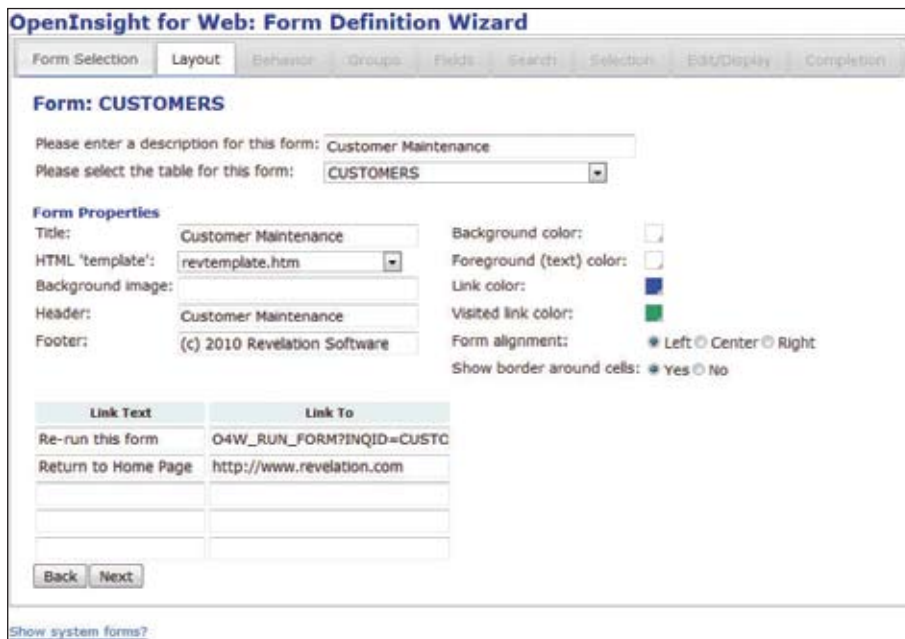 OpenInsight for Web: Form Definition Wizard
Form Selection Layout Behavior Groups Fields Search Selection Edit/Display Completion
Form: CUSTOMERS
Please enter a description for this form: Customer Maintenance
Please select the table for this form: CUSTOMERS
Form Properties
Title: Customer Maintenance Background color:
HTML 'template': revtemplate.htm Foreground (text) color:
Background image: Link color:
Header: Customer Maintenance Visited link color:
Footer: (c) 2010 Revelation Software Form alignment: Left Center Right
Show border around cells: Yes No
Link Text Link To
Re-run this form O4W_RUN_FORM?INQID=CUSTO
Return to Home Page http://www.revelation.com
Back Next
Show system forms?